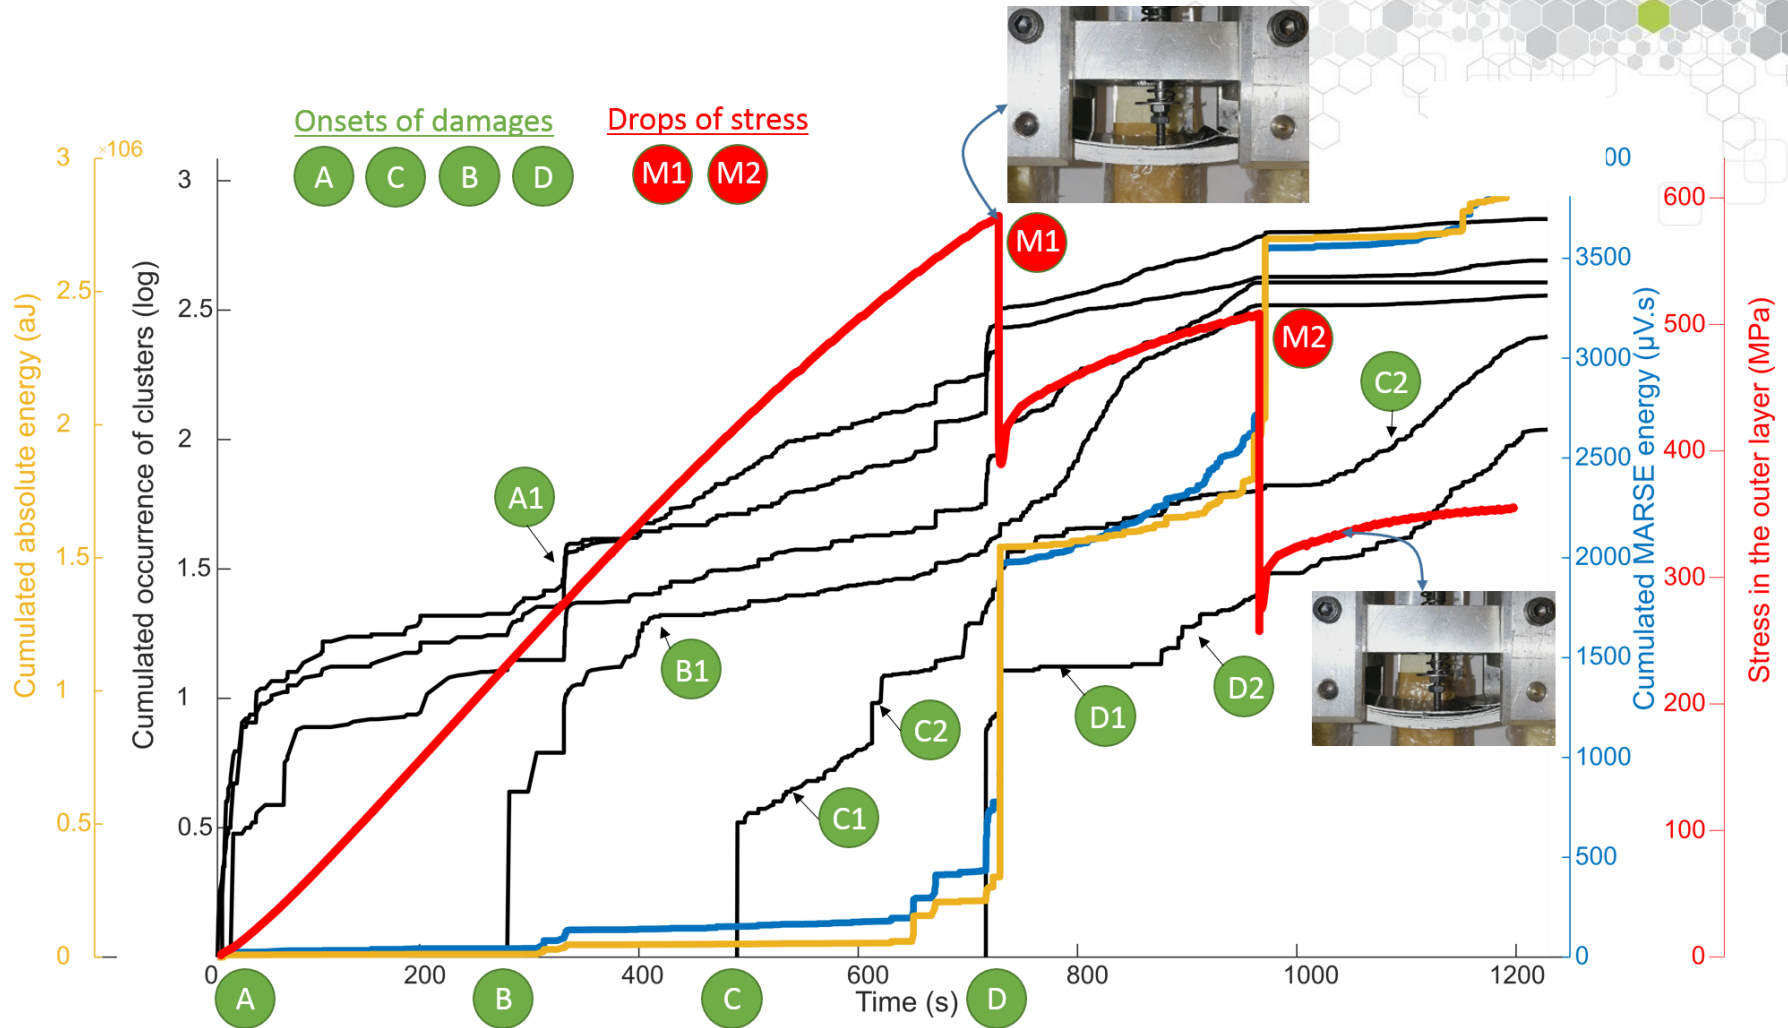 Onsets of damages
A C B D
Drops of stress
M1 M2
Cumulated absolute energy (aJ)
×106
3
2.5
2
1.5
1
0.5
0
Cumulated occurrence of clusters (log)
3
2.5
2
1.5
1
0.5
A1
B1
C1
C2
M1
D1
D2
M2
C2
0 200 400 600 800 1000 1200
Time (s)
A B C D
Cumulated MARSE energy (μV.s)
00
3500
3000
2500
2000
1500
1000
500
0
Stress in the outer layer (MPa)
600
500
400
300
200
100
0